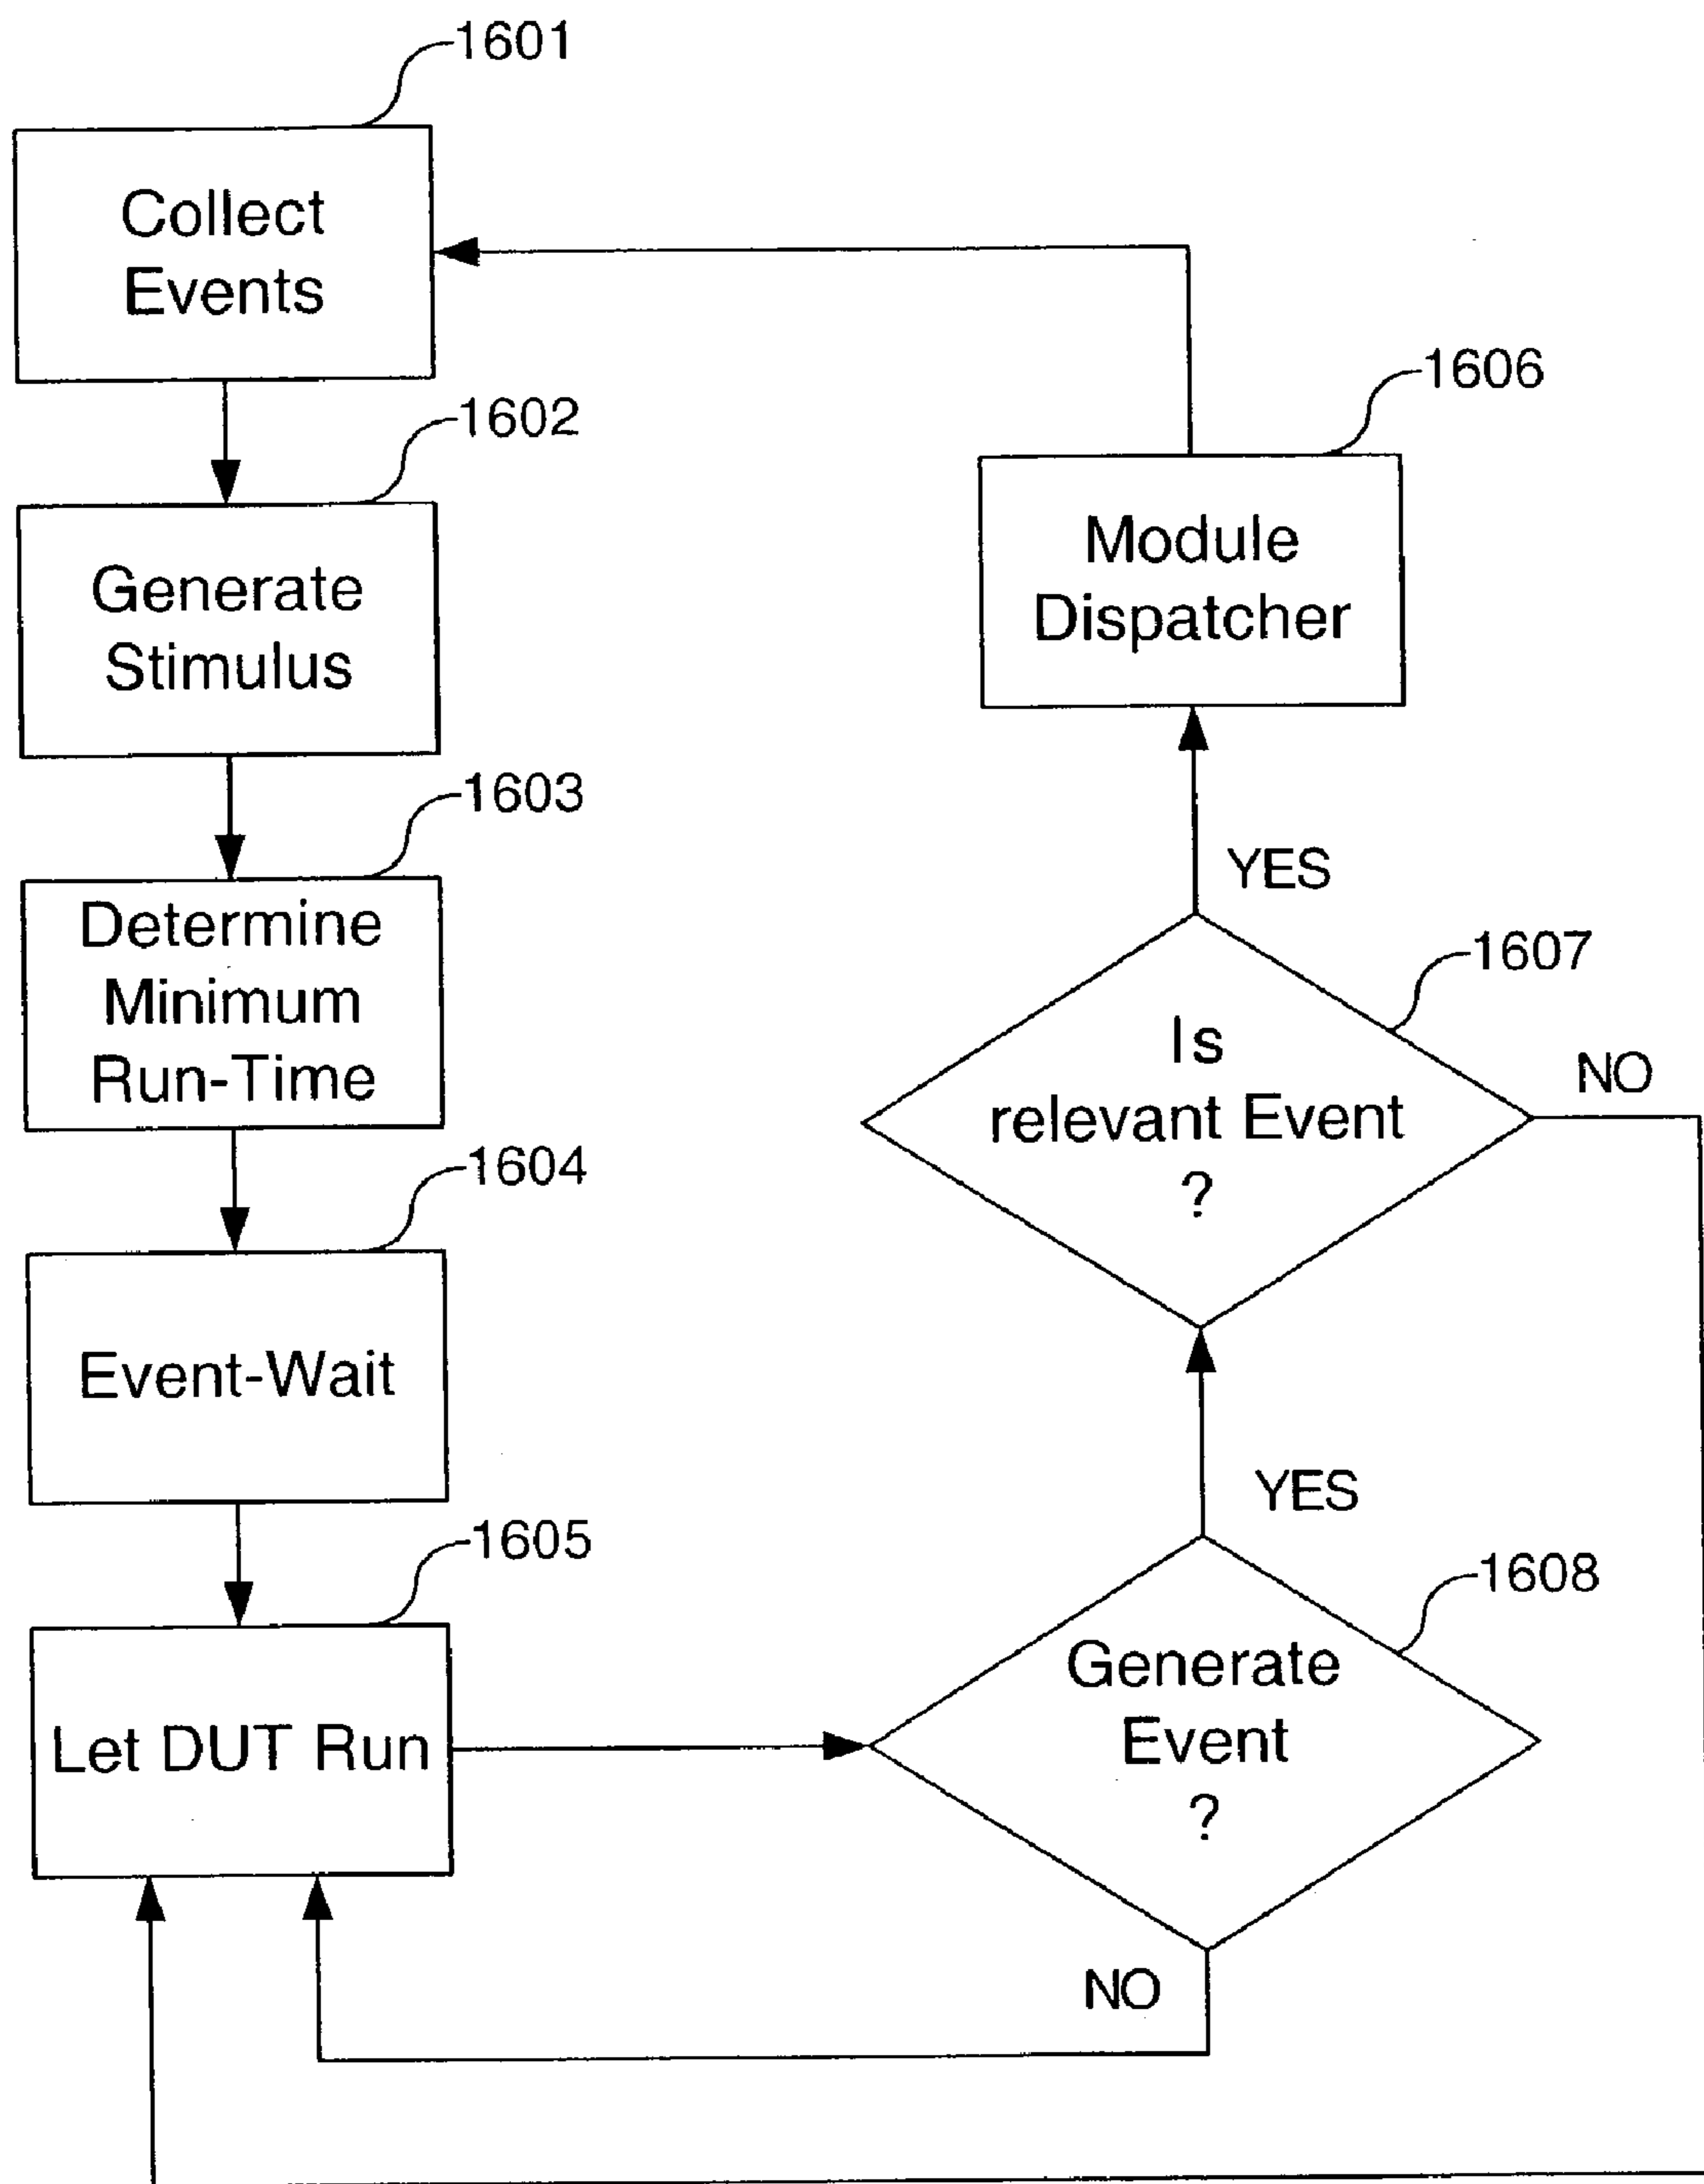 1601
Collect
Events
1602
Generate
Stimulus
1603
Determine
Minimum
Run-Time
1604
Event-Wait
1605
Let DUT Run
1606
Module
Dispatcher
YES
1607
Is
relevant Event
?
NO
YES
1608
Generate
Event
?
NO